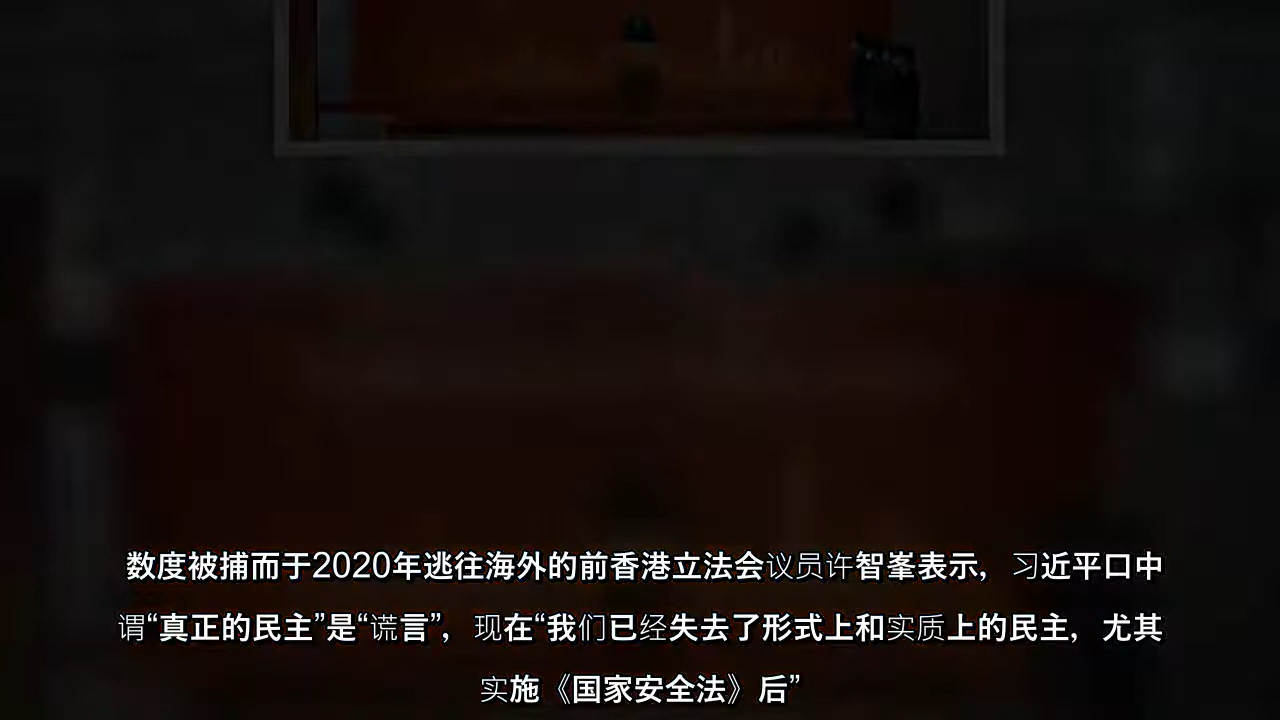 数度被捕而于2020年逃往海外的前香港立法会议员许智峯表示，习近平口中
谓“真正的民主”是“谎言”，现在“我们已经失去了形式上和实质上的民主，尤其
实施《国家安全法》后”